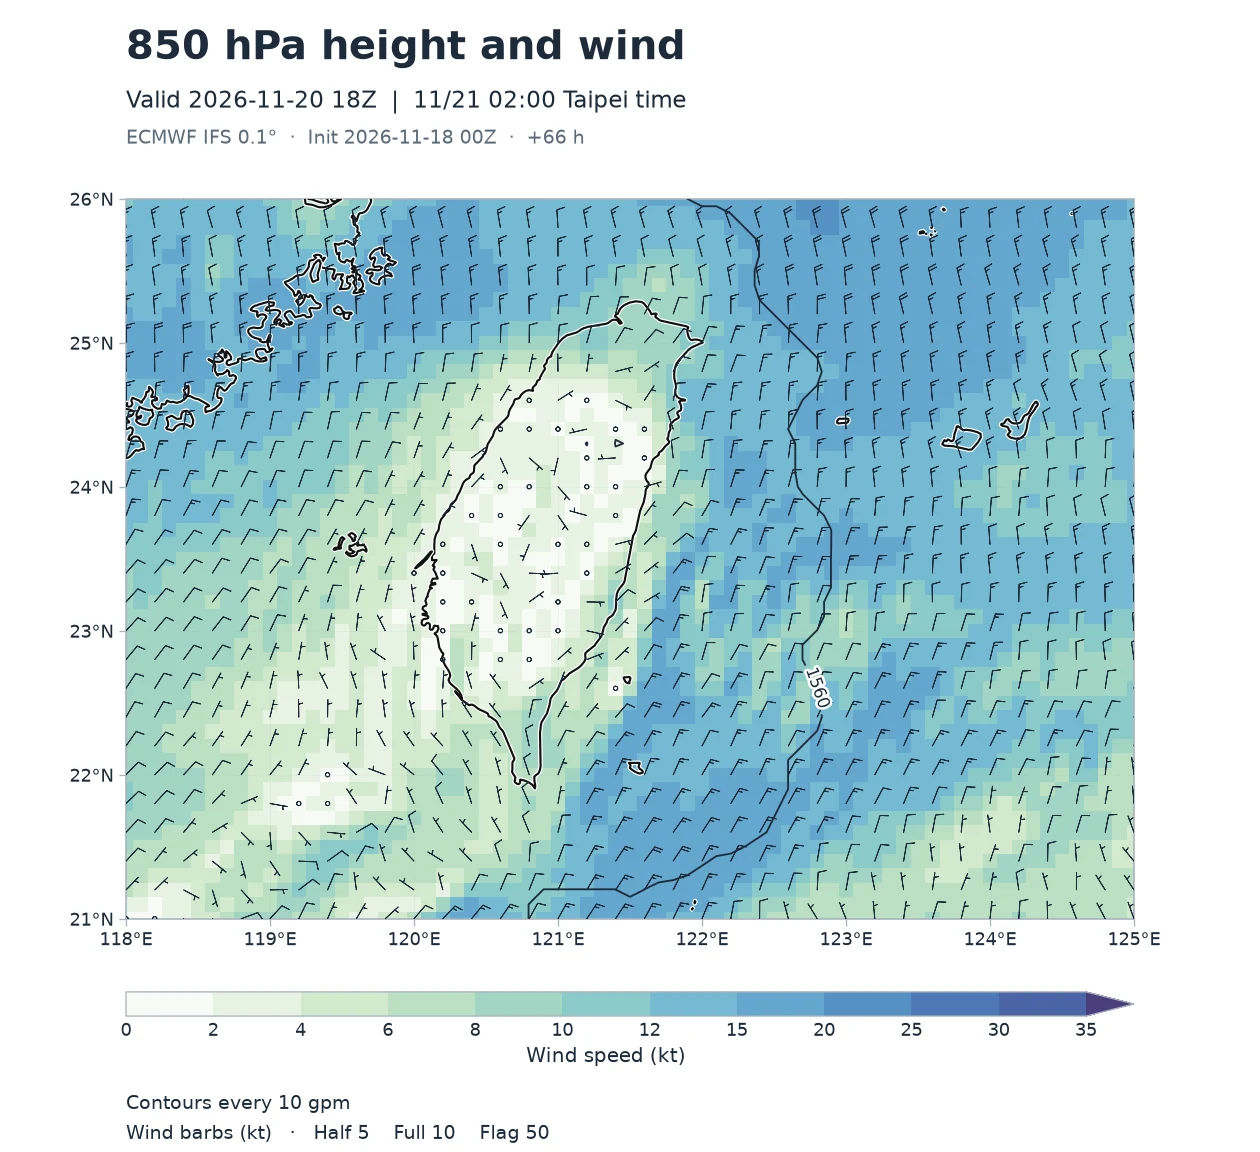 850 hPa height and wind
Valid 2026-11-20 18Z | 11/21 02:00 Taipei time
ECMWF IFS 0.1° · Init 2026-11-18 00Z · +66 h
26°N
25°N
24°N
23°N
22°N
21°N
1560
118°E 119°E 120°E 121°E 122°E 123°E 124°E 125°E
0 2 4 6 8 10 12 15 20 25 30 35
Wind speed (kt)
Contours every 10 gpm
Wind barbs (kt) · Half 5 Full 10 Flag 50